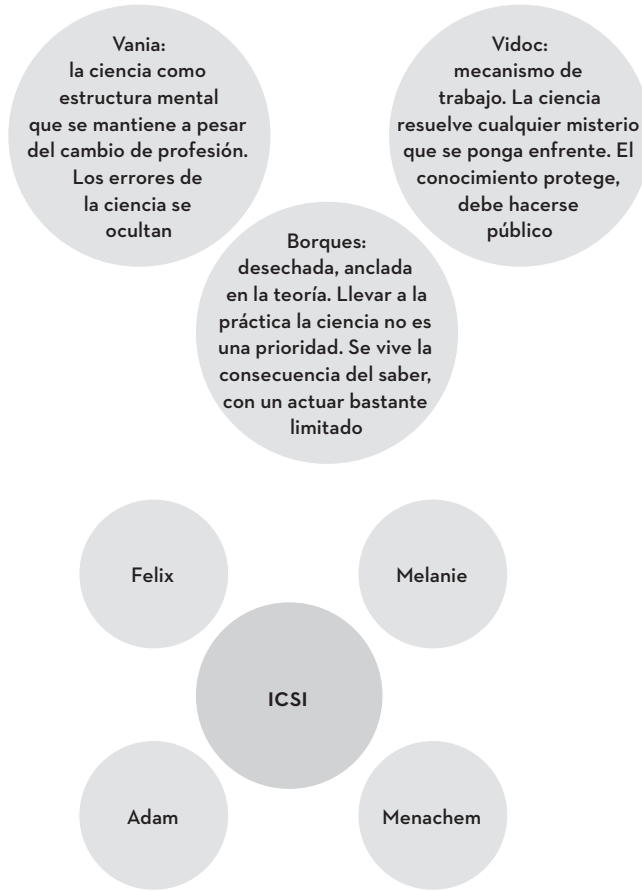 Vania:
la ciencia como
estructura mental
que se mantiene a pesar
del cambio de profesión.
Los errores de
la ciencia se
ocultan
Vidoc:
mecanismo de
trabajo. La ciencia
resuelve cualquier misterio
que se ponga enfrente. El
conocimiento protege,
debe hacerse
público
Borques:
desechada, anclada
en la teoría. Llevar a la
práctica la ciencia no es
una prioridad. Se vive la
consecuencia del saber,
con un actuar bastante
limitado
Felix
Melanie
ICSI
Adam
Menachem